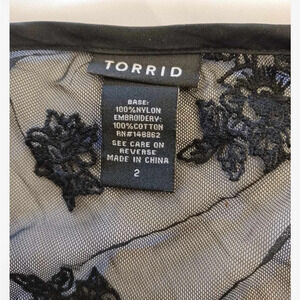 TORRID
BASE:
100%NYLON
EMBROIDERY:
100%COTTON
RN#148862
SEE CARE ON
REVERSE
MADE IN CHINA
2